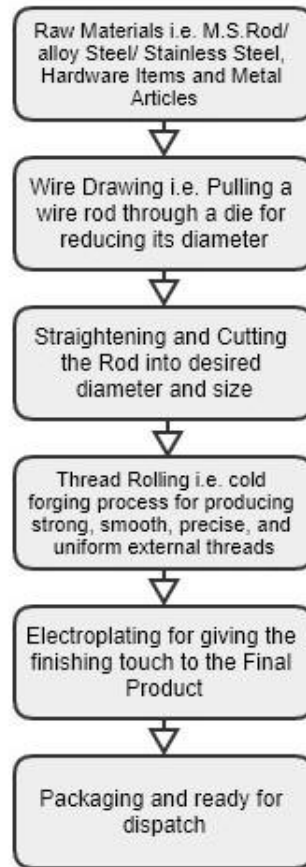 Raw Materials i.e. M.S.Rod/
alloy Steel/ Stainless Steel,
Hardware Items and Metal
Articles
Wire Drawing i.e. Pulling a
wire rod through a die for
reducing its diameter
Straightening and Cutting
the Rod into desired
diameter and size
Thread Rolling i.e. cold
forging process for producing
strong, smooth, precise, and
uniform external threads
Electroplating for giving the
finishing touch to the Final
Product
Packaging and ready for
dispatch